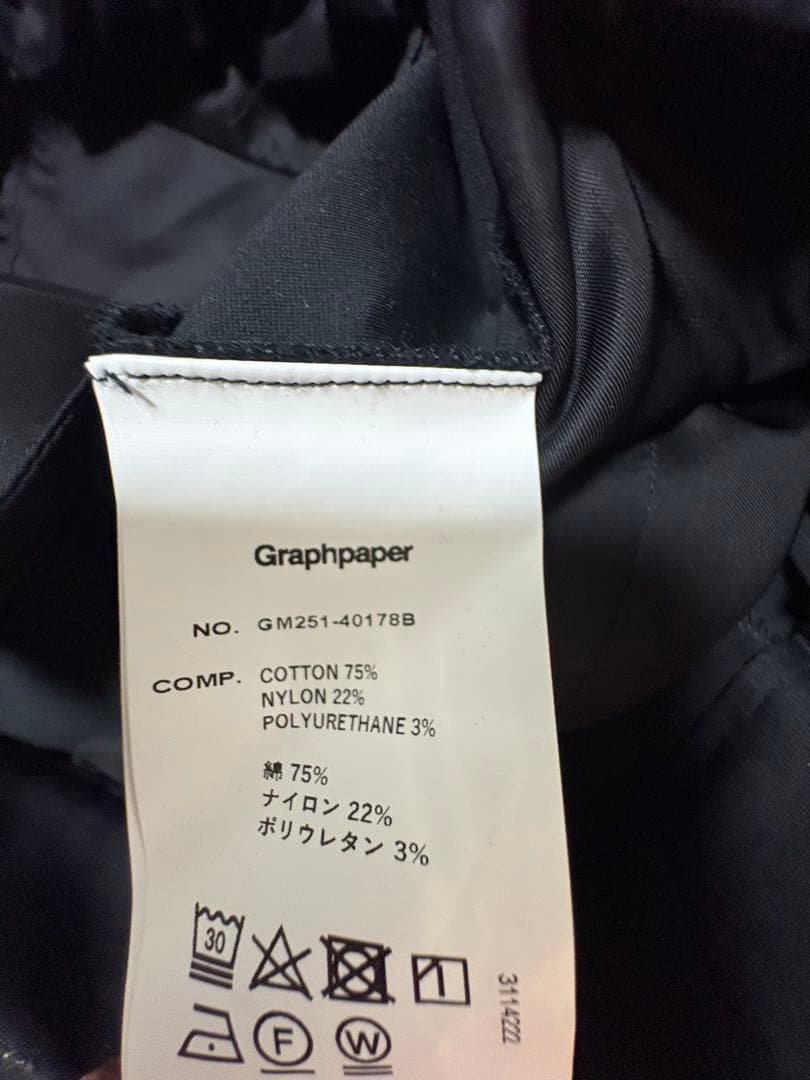 Graphpaper
NO. GM251-40178B
COMP. COTTON 75%
NYLON 22%
POLYURETHANE 3%
綿 75%
ナイロン 22%
ポリウレタン 3%
30
3114222
F W